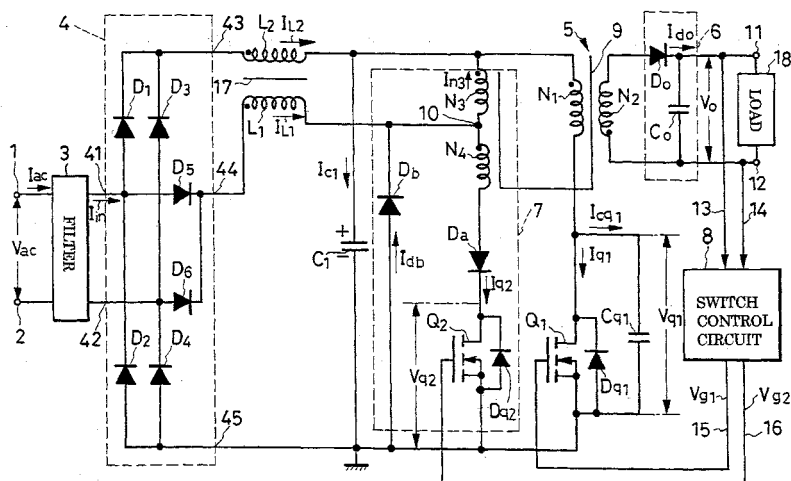 4
43
L2
IL2
5
9
Ido
6
11
18
D1
D3
17
L1
IL1
In3
N3
10
N1
N2
Do
Co
Vo
LOAD
12
1
Iac
3
41
Iin
D5
44
N4
Ic1
Db
7
13
14
Vac
FILTER
D6
C1
+
Idb
Da
Iq2
Icq1
Iq1
8
2
42
D2
D4
Q2
Q1
Cq1
Vq1
SWITCH
CONTROL
CIRCUIT
Vq2
Dq2
Dq1
45
Vg1
Vg2
15
16